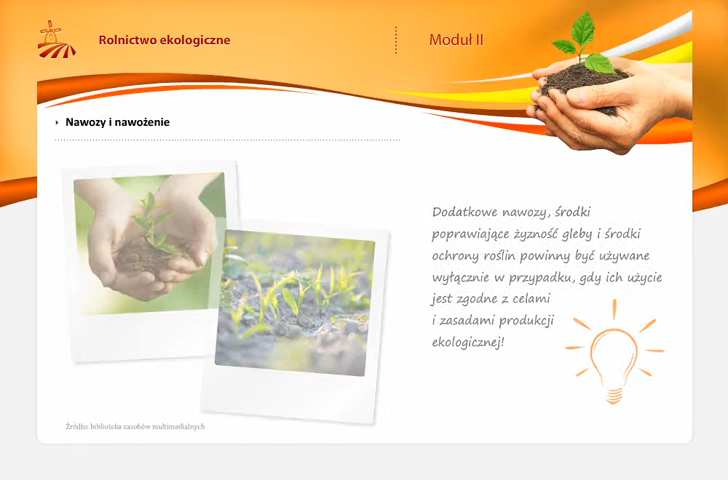 Rolnictwo ekologiczne
Moduł II
Nawozy i nawożenie
Dodatkowe nawozy, środki
poprawiające żyzność gleby i środki
ochrony roślin powinny być używane
wyłącznie w przypadku, gdy ich użycie
jest zgodne z celami
i zasadami produkcji
ekologicznej!
Źródło: biblioteka zasobów multimedialnych